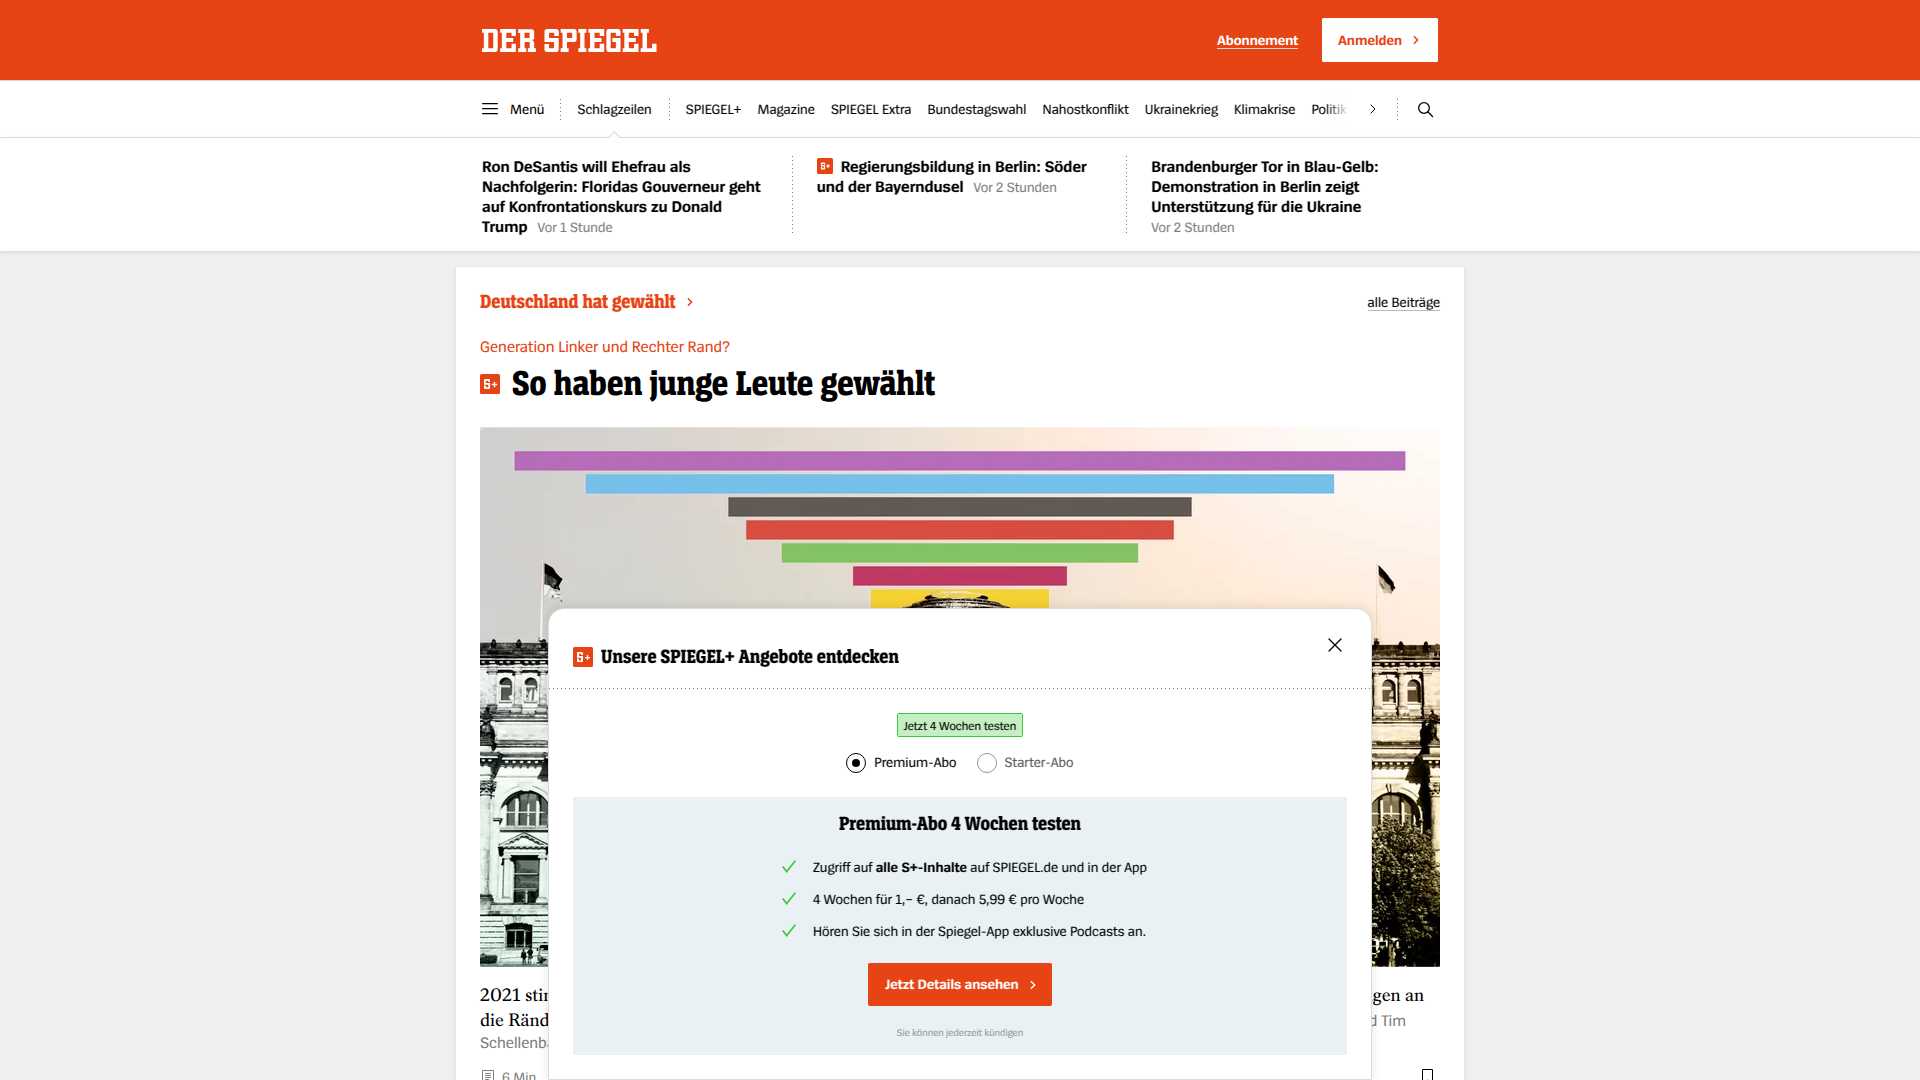 DER SPIEGEL
Abonnement
Anmelden
Menü
Schlagzeilen
SPIEGEL+
Magazine
SPIEGEL Extra
Bundestagswahl
Nahostkonflikt
Ukrainekrieg
Klimakrise
Politik
Ron DeSantis will Ehefrau als
Nachfolgerin: Floridas Gouverneur geht
auf Konfrontationskurs zu Donald
Trump Vor 1 Stunde
S+ Regierungsbildung in Berlin: Söder
und der Bayerndusel Vor 2 Stunden
Brandenburger Tor in Blau-Gelb:
Demonstration in Berlin zeigt
Unterstützung für die Ukraine
Vor 2 Stunden
Deutschland hat gewählt
alle Beiträge
Generation Linker und Rechter Rand?
S+ So haben junge Leute gewählt
S+ Unsere SPIEGEL+ Angebote entdecken
Jetzt 4 Wochen testen
Premium-Abo
Starter-Abo
Premium-Abo 4 Wochen testen
Zugriff auf alle S+-Inhalte auf SPIEGEL.de und in der App
4 Wochen für 1,– €, danach 5,99 € pro Woche
Hören Sie sich in der Spiegel-App exklusive Podcasts an.
Jetzt Details ansehen
Sie können jederzeit kündigen
2021
gen an
die
Tim
6 Min